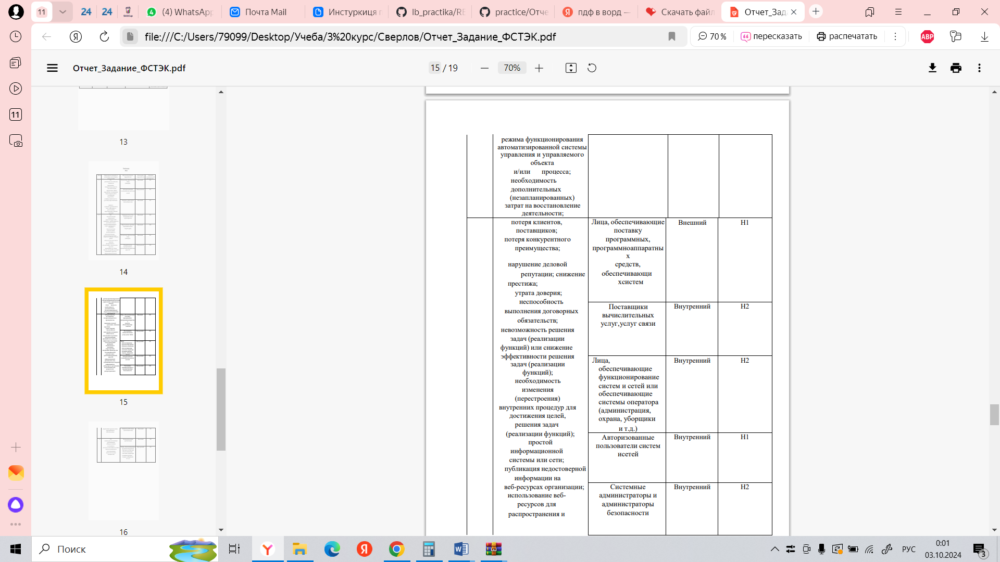 11
24
24
(4) WhatsApp
Почта Mail
Инстуркиця п
lb_practika/RE
practice/Отче
пдф в ворд —
Скачать файл
Отчет_Зада
file:///C:/Users/79099/Desktop/Учеба/3%20курс/Сверлов/Отчет_Задание_ФСТЭК.pdf
70 %
пересказать
распечатать
ABP
Отчет_Задание_ФСТЭК.pdf
15 / 19
70%
11
13
14
15
16
режима функционирования
автоматизированной системы
управления и управляемого
объекта
и/или процесса;
необходимость
дополнительных
(незапланированных)
затрат на восстановление
деятельности;
потеря клиентов,
поставщиков;
потеря конкурентного
преимущества;
нарушение деловой
репутации; снижение
престижа;
утрата доверия;
неспособность
выполнения договорных
обязательств;
невозможность решения
задач (реализации
функций) или снижение
эффективности решения
задач (реализации
функций);
необходимость
изменения
(перестроения)
внутренних процедур для
достижения целей,
решения задач
(реализации функций);
простой
информационной
системы или сети;
публикация недостоверной
информации на
веб-ресурсах организации;
использование веб-
ресурсов для
распространения и
Лица, обеспечивающие
поставку
программных,
программноаппаратны
х
средств,
обеспечивающи
хсистем
Внешний
Н1
Поставщики
вычислительных
услуг,услуг связи
Внутренний
Н2
Лица,
обеспечивающие
функционирование
систем и сетей или
обеспечивающие
системы оператора
(администрация,
охрана, уборщики
и т.д.)
Внутренний
Н2
Авторизованные
пользователи систем
исетей
Внутренний
Н1
Системные
администраторы и
администраторы
безопасности
Внутренний
Н2
Поиск
РУС
0:01
03.10.2024
3